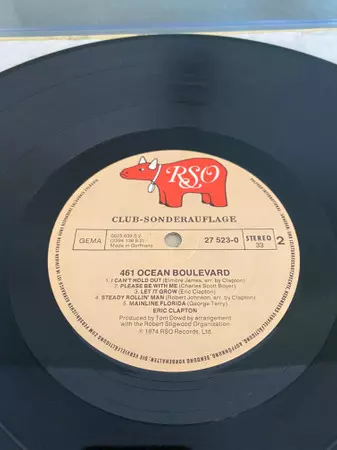 RSO
CLUB-SONDERAUFLAGE
GEMA
Made in Germany
27 523-0
STEREO
33
2
461 OCEAN BOULEVARD
1 I CAN'T HOLD OUT (Elmore James, arr by Clapton)
2. PLEASE BE WITH ME (Charles Scott Boyer)
3. LET IT GROW (Eric Clapton)
4. STEADY ROLLIN' MAN (Robert Johnson, arr by Clapton)
5. MAINLINE FLORIDA (George Terry)
ERIC CLAPTON
Produced by Tom Dowd by arrangement
with the Robert Stigwood Organisation
℗ 1974 RSO Records, Ltd.